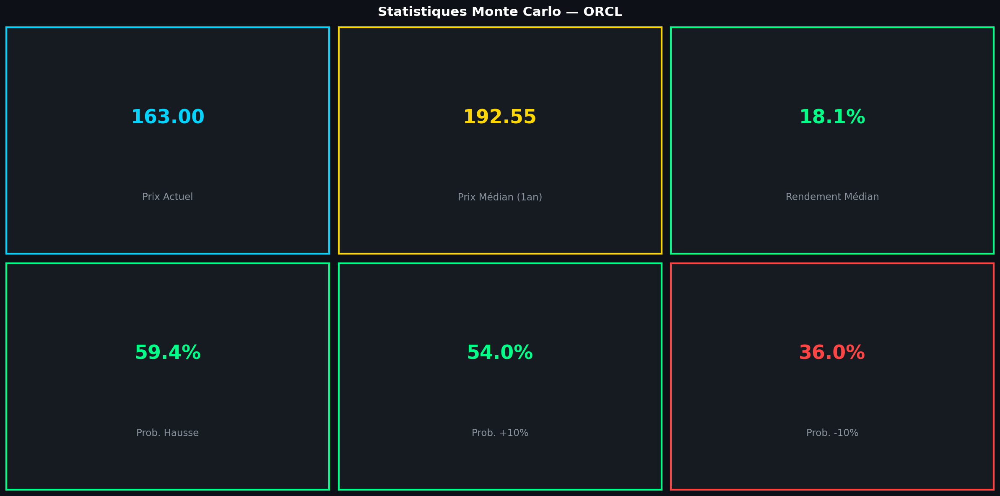 Statistiques Monte Carlo — ORCL
163.00
Prix Actuel
192.55
Prix Médian (1an)
18.1%
Rendement Médian
59.4%
Prob. Hausse
54.0%
Prob. +10%
36.0%
Prob. -10%